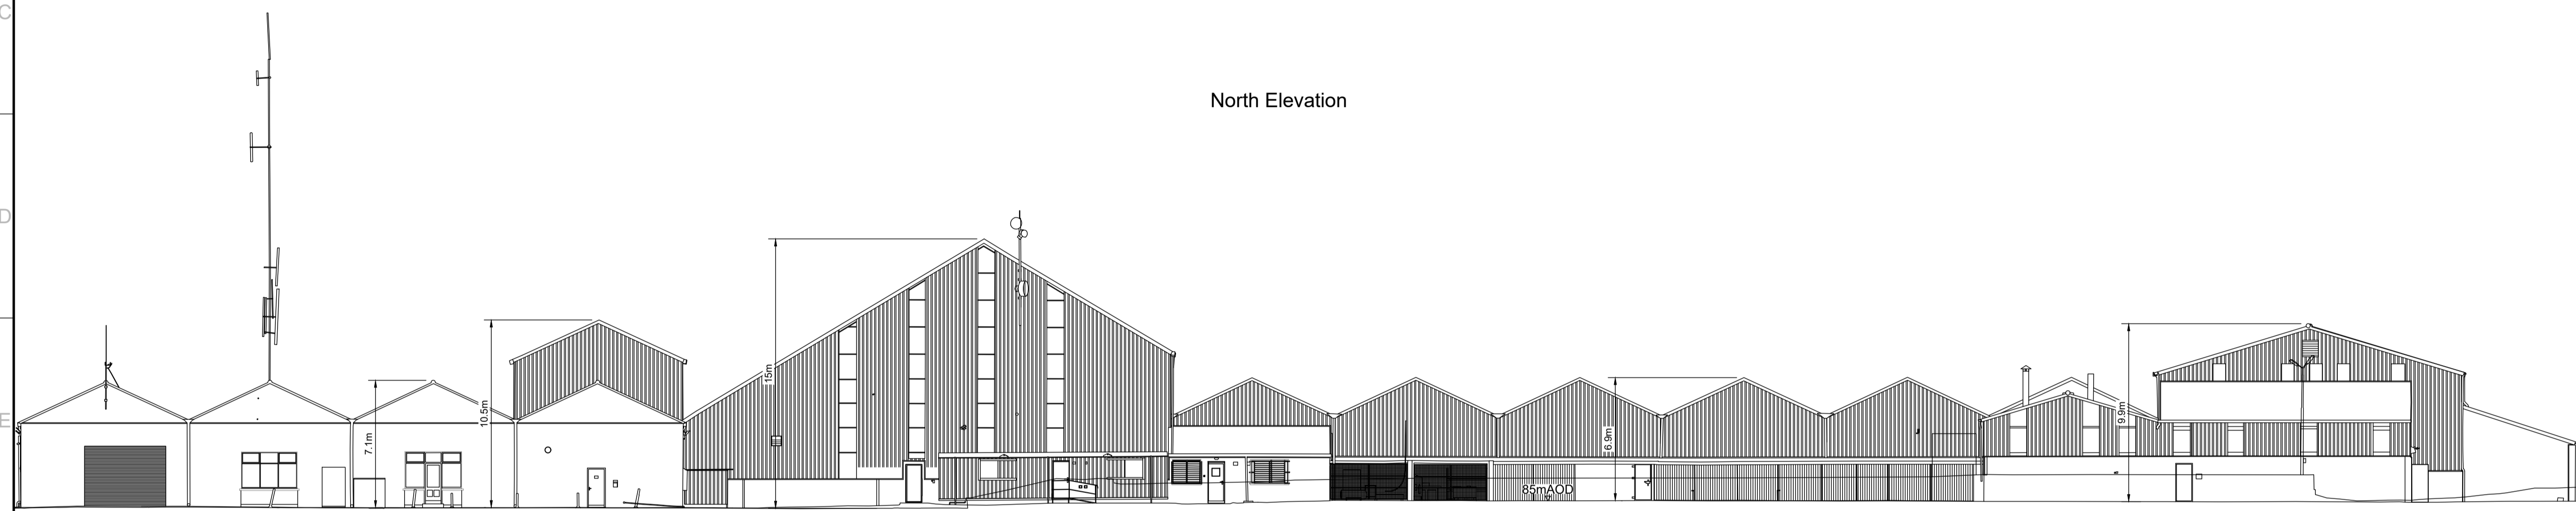 C
North Elevation
D
15m
10.5m
9.9m
7.1m
6.9m
E
85mAOD